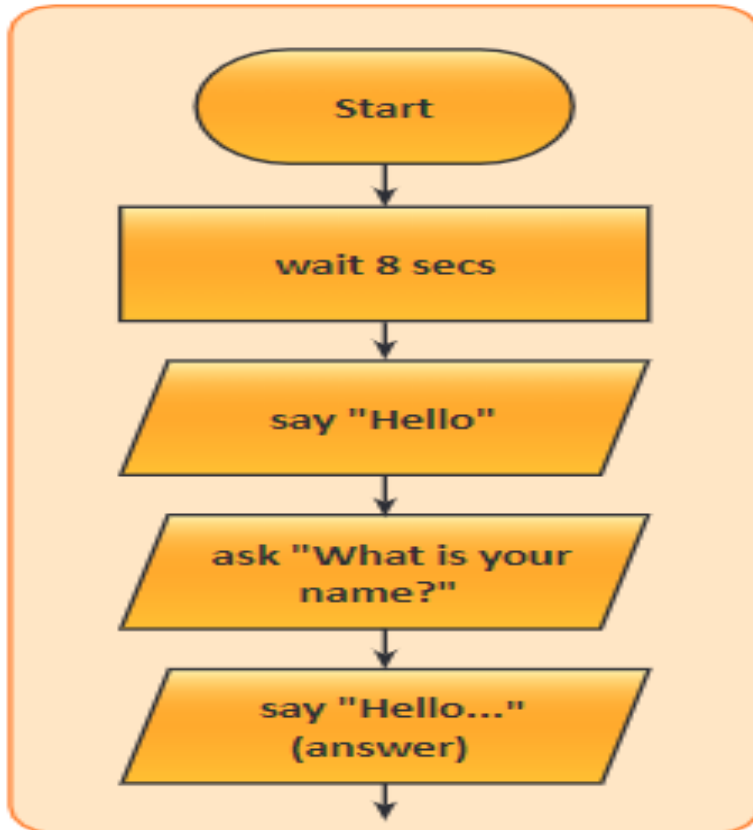 Start
wait 8 secs
say "Hello"
ask "What is your
name?"
say "Hello..."
(answer)